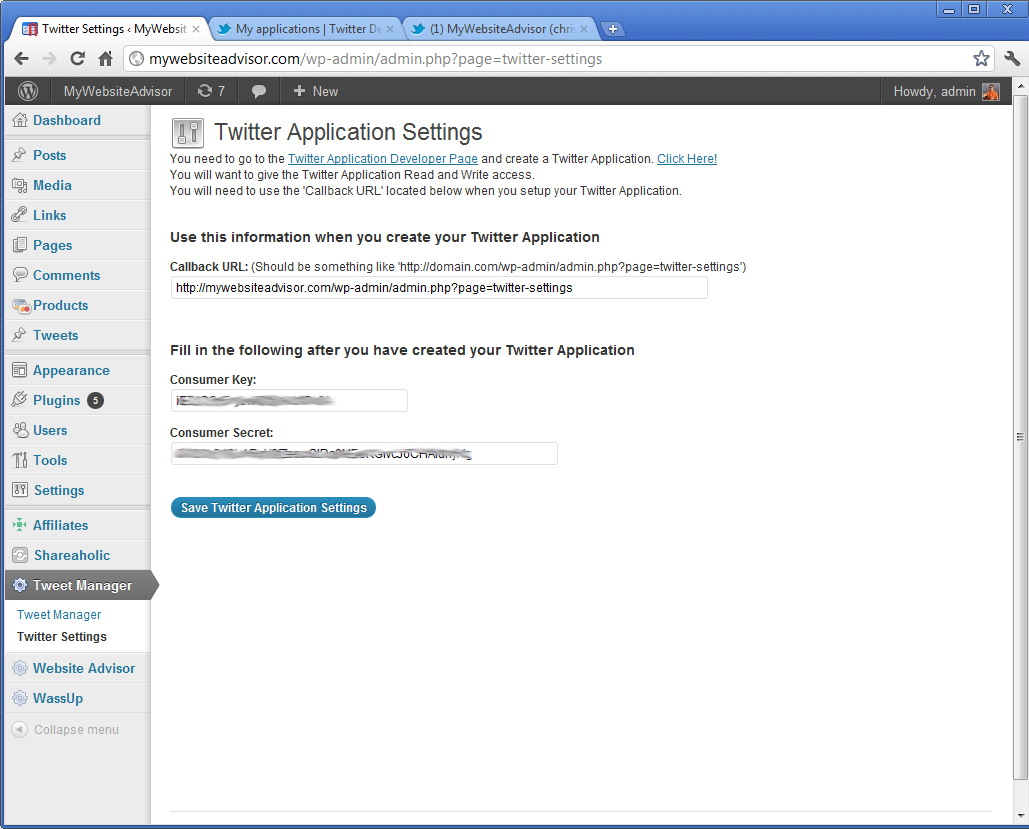 Twitter Settings ‹ MyWebsit
My applications | Twitter De
(1) MyWebsiteAdvisor (chris
mywebsiteadvisor.com/wp-admin/admin.php?page=twitter-settings
MyWebsiteAdvisor 7 + New Howdy, admin
Dashboard
Posts
Media
Links
Pages
Comments
Products
Tweets
Appearance
Plugins 5
Users
Tools
Settings
Affiliates
Shareaholic
Tweet Manager
Tweet Manager
Twitter Settings
Website Advisor
WassUp
Collapse menu
Twitter Application Settings
You need to go to the Twitter Application Developer Page and create a Twitter Application. Click Here!
You will want to give the Twitter Application Read and Write access.
You will need to use the 'Callback URL' located below when you setup your Twitter Application.
Use this information when you create your Twitter Application
Callback URL: (Should be something like 'http://domain.com/wp-admin/admin.php?page=twitter-settings')
http://mywebsiteadvisor.com/wp-admin/admin.php?page=twitter-settings
Fill in the following after you have created your Twitter Application
Consumer Key:
Consumer Secret:
Save Twitter Application Settings